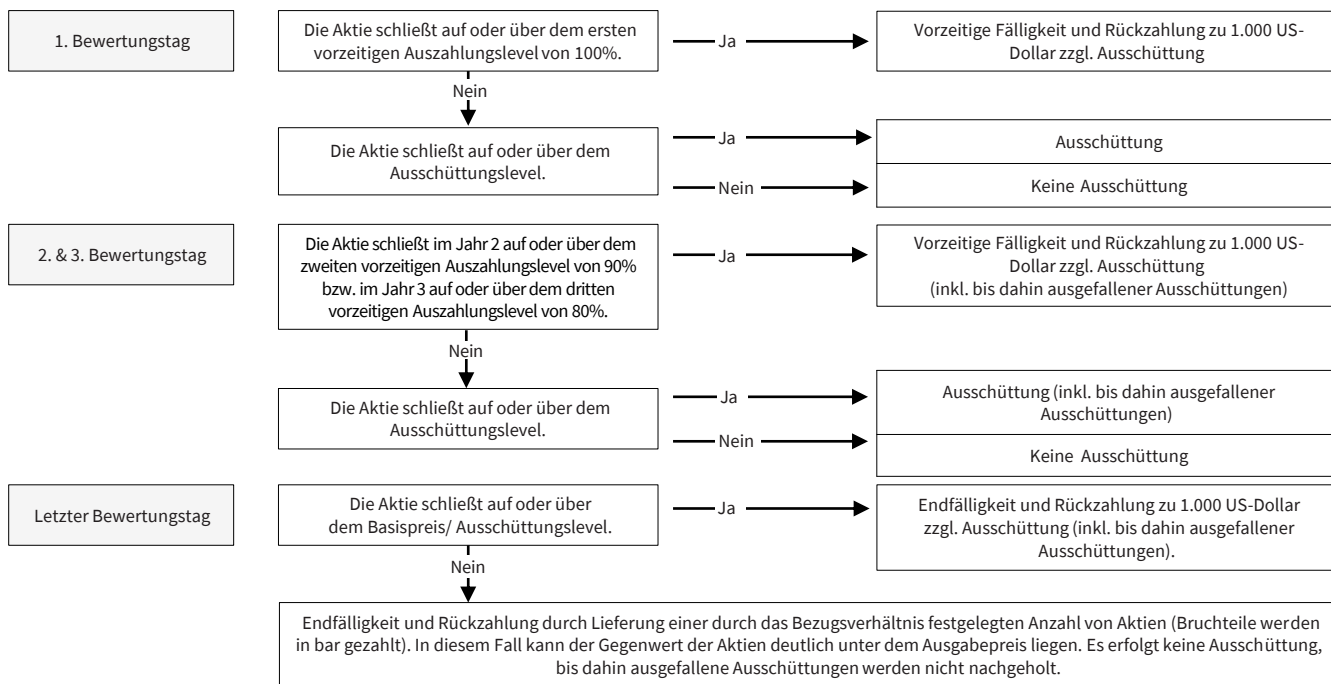 1. Bewertungstag
Die Aktie schließt auf oder über dem ersten
vorzeitigen Auszahlungslevel von 100%.
Ja
Vorzeitige Fälligkeit und Rückzahlung zu 1.000 US-
Dollar zzgl. Ausschüttung
Nein
Die Aktie schließt auf oder über dem
Ausschüttungslevel.
Ja
Ausschüttung
Nein
Keine Ausschüttung
2. & 3. Bewertungstag
Die Aktie schließt im Jahr 2 auf oder über dem
zweiten vorzeitigen Auszahlungslevel von 90%
bzw. im Jahr 3 auf oder über dem dritten
vorzeitigen Auszahlungslevel von 80%.
Ja
Vorzeitige Fälligkeit und Rückzahlung zu 1.000 US-
Dollar zzgl. Ausschüttung
(inkl. bis dahin ausgefallener Ausschüttungen)
Nein
Die Aktie schließt auf oder über dem
Ausschüttungslevel.
Ja
Ausschüttung (inkl. bis dahin ausgefallener
Ausschüttungen)
Nein
Keine Ausschüttung
Letzter Bewertungstag
Die Aktie schließt auf oder über
dem Basispreis/ Ausschüttungslevel.
Ja
Endfälligkeit und Rückzahlung zu 1.000 US-Dollar
zzgl. Ausschüttung (inkl. bis dahin ausgefallener
Ausschüttungen).
Nein
Endfälligkeit und Rückzahlung durch Lieferung einer durch das Bezugsverhältnis festgelegten Anzahl von Aktien (Bruchteile werden
in bar gezahlt). In diesem Fall kann der Gegenwert der Aktien deutlich unter dem Ausgabepreis liegen. Es erfolgt keine Ausschüttung,
bis dahin ausgefallene Ausschüttungen werden nicht nachgeholt.